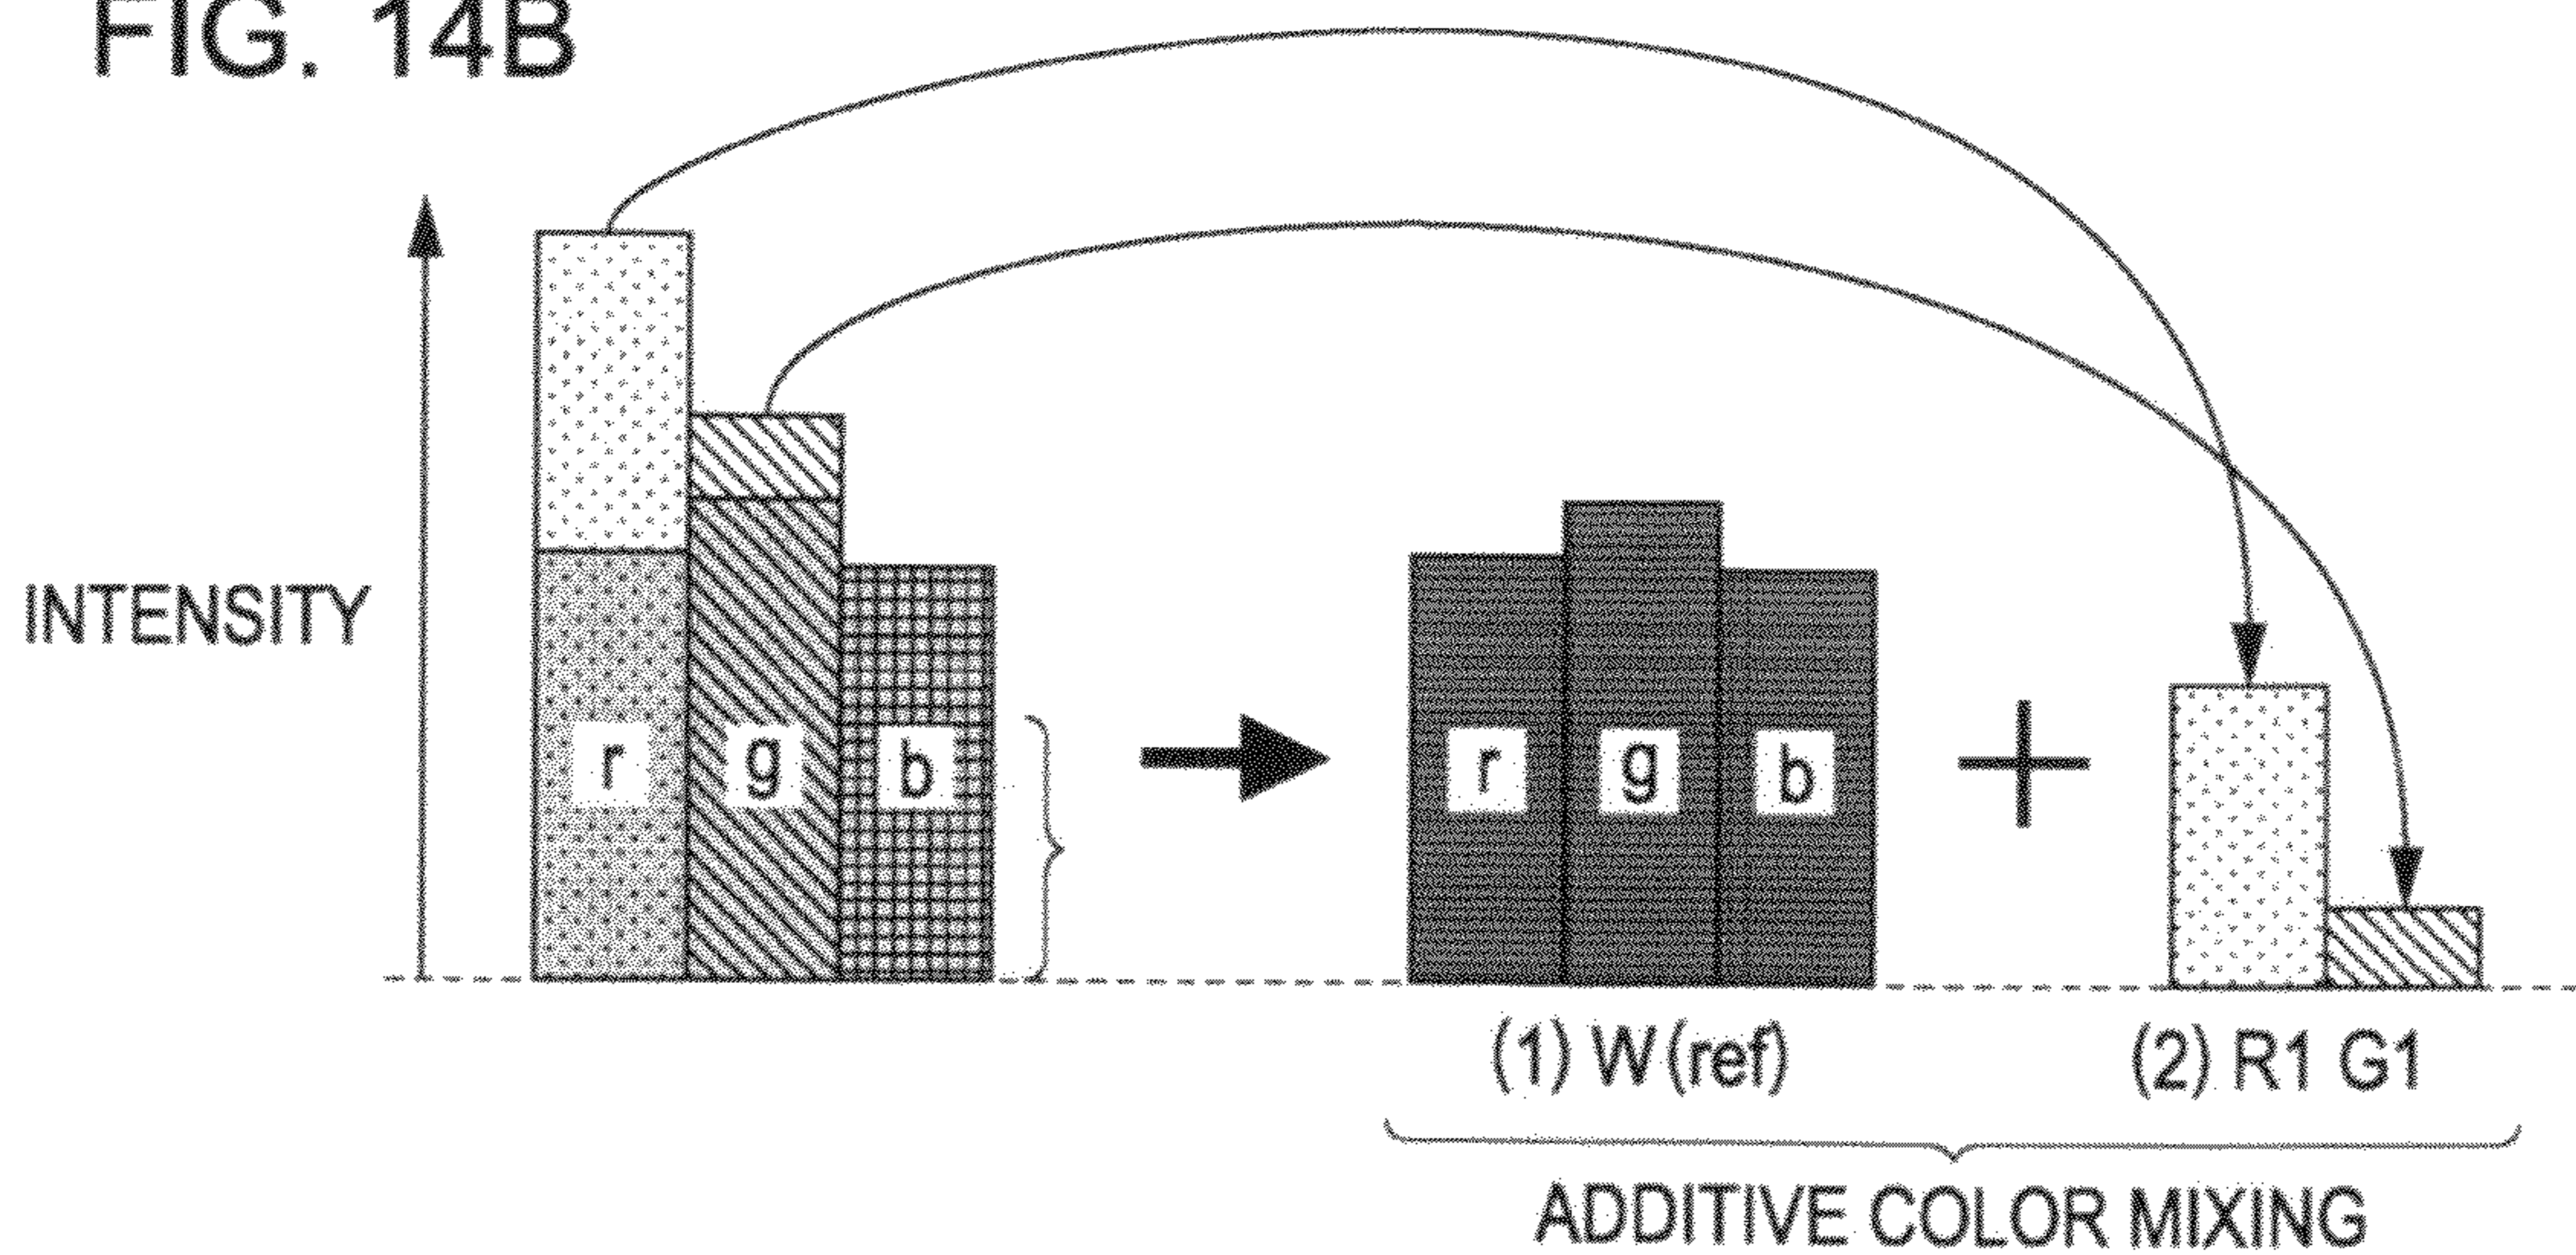 FIG. 14B
INTENSITY
r g b
r g b
+
(1) W(ref)
(2) R1 G1
ADDITIVE COLOR MIXING